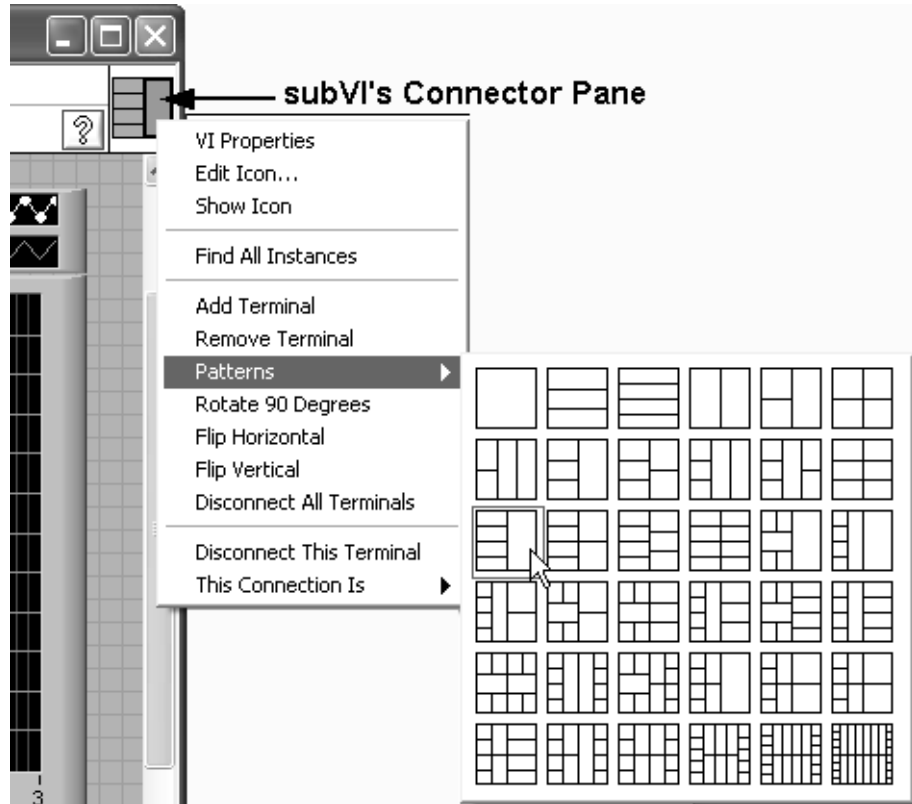 subVI's Connector Pane
?
VI Properties
Edit Icon...
Show Icon
Find All Instances
Add Terminal
Remove Terminal
Patterns
Rotate 90 Degrees
Flip Horizontal
Flip Vertical
Disconnect All Terminals
Disconnect This Terminal
This Connection Is
3